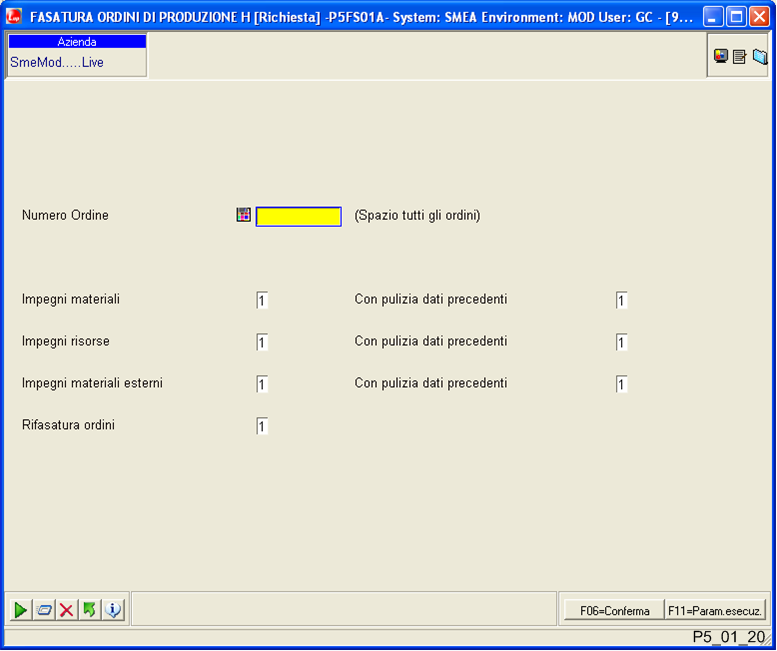 FASATURA ORDINI DI PRODUZIONE H [Richiesta] -P5FS01A- System: SMEA Environment: MOD User: GC - [9...
Azienda
SmeMod.....Live
Numero Ordine (Spazio tutti gli ordini)
Impegni materiali 1 Con pulizia dati precedenti 1
Impegni risorse 1 Con pulizia dati precedenti 1
Impegni materiali esterni 1 Con pulizia dati precedenti 1
Rifasatura ordini 1
F06=Conferma F11=Param.esecuz.
P5_01_20